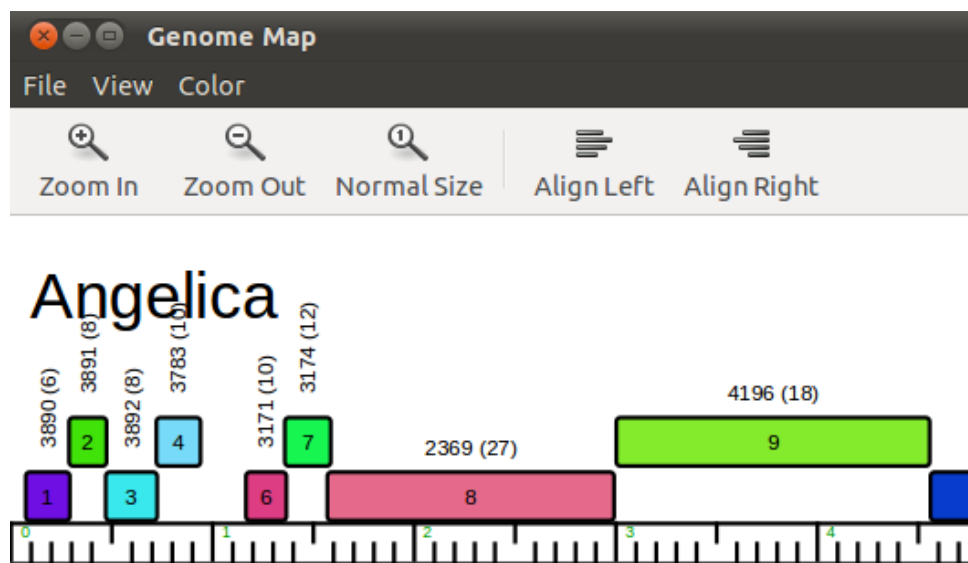 Genome Map
File View Color
Zoom In Zoom Out Normal Size Align Left Align Right
Angelica
3890 (6) 3891 (8) 3892 (8) 3783 (10) 3171 (10) 3174 (12) 2369 (27) 4196 (18)
2 4 7 9
1 3 6 8
0 1 2 3 4